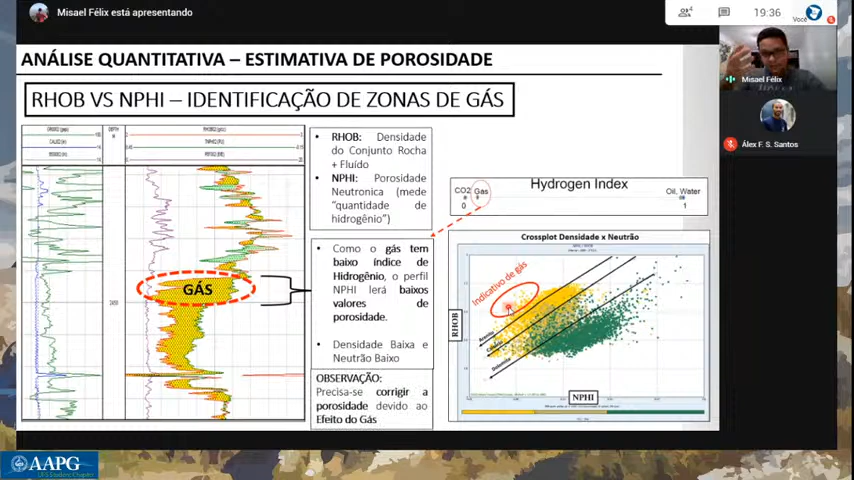 Misael Félix está apresentando
4
19:36
Você
ANÁLISE QUANTITATIVA – ESTIMATIVA DE POROSIDADE
RHOB VS NPHI – IDENTIFICAÇÃO DE ZONAS DE GÁS
Misael Félix
Álex F. S. Santos
• RHOB: Densidade
do Conjunto Rocha
+ Fluído
• NPHI: Porosidade
Neutronica (mede
"quantidade de
hidrogênio")
CO2
Gas
Hydrogen Index
Oil, Water
0
1
• Como o gás tem
baixo índice de
Hidrogênio, o perfil
NPHI lerá baixos
valores de
porosidade.
Densidade Baixa e
Neutrão Baixo
GÁS
Crossplot Densidade x Neutrão
Indicativo de gás
RHOB
Arenito
Dolomito
NPHI
OBSERVAÇÃO:
Precisa-se corrigir a
porosidade devido ao
Efeito do Gás
AAPG